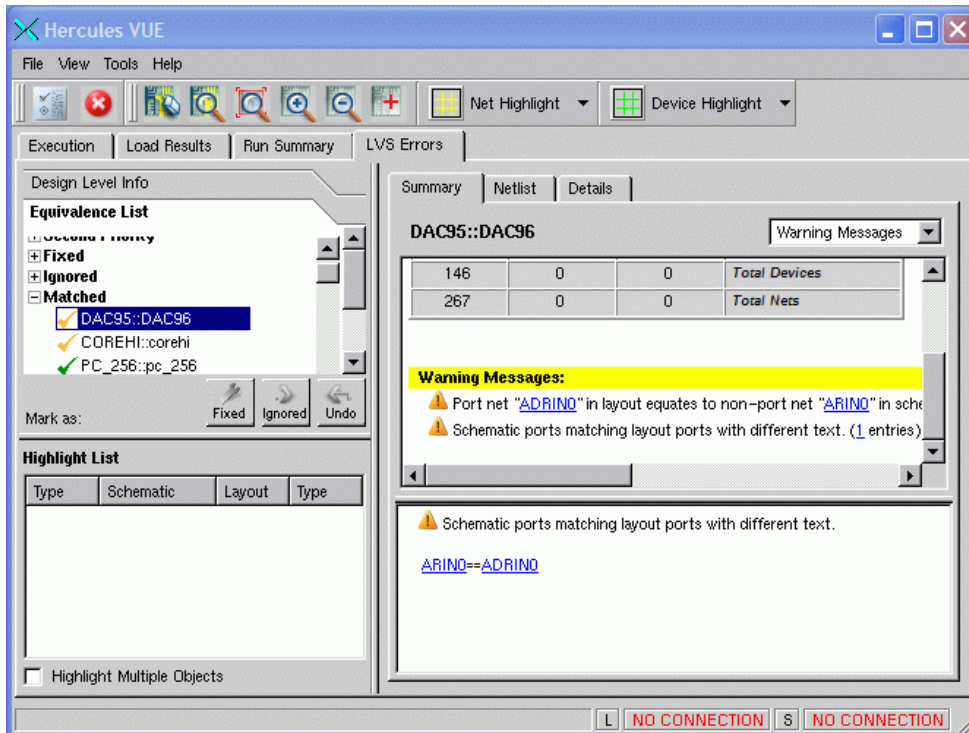 Hercules VUE
File View Tools Help
Net Highlight Device Highlight
Execution Load Results Run Summary LVS Errors
Design Level Info
Equivalence List
Second Priority
Fixed
Ignored
Matched
DAC95::DAC96
COREHI::corehi
PC_256::pc_256
Mark as: Fixed Ignored Undo
Highlight List
Type Schematic Layout Type
Highlight Multiple Objects
Summary Netlist Details
DAC95::DAC96 Warning Messages
146 0 0 Total Devices
267 0 0 Total Nets
Warning Messages:
Port net "ADRIN0" in layout equates to non-port net "ARIN0" in sche
Schematic ports matching layout ports with different text. (1 entries)
Schematic ports matching layout ports with different text.
ARIN0==ADRIN0
L NO CONNECTION S NO CONNECTION